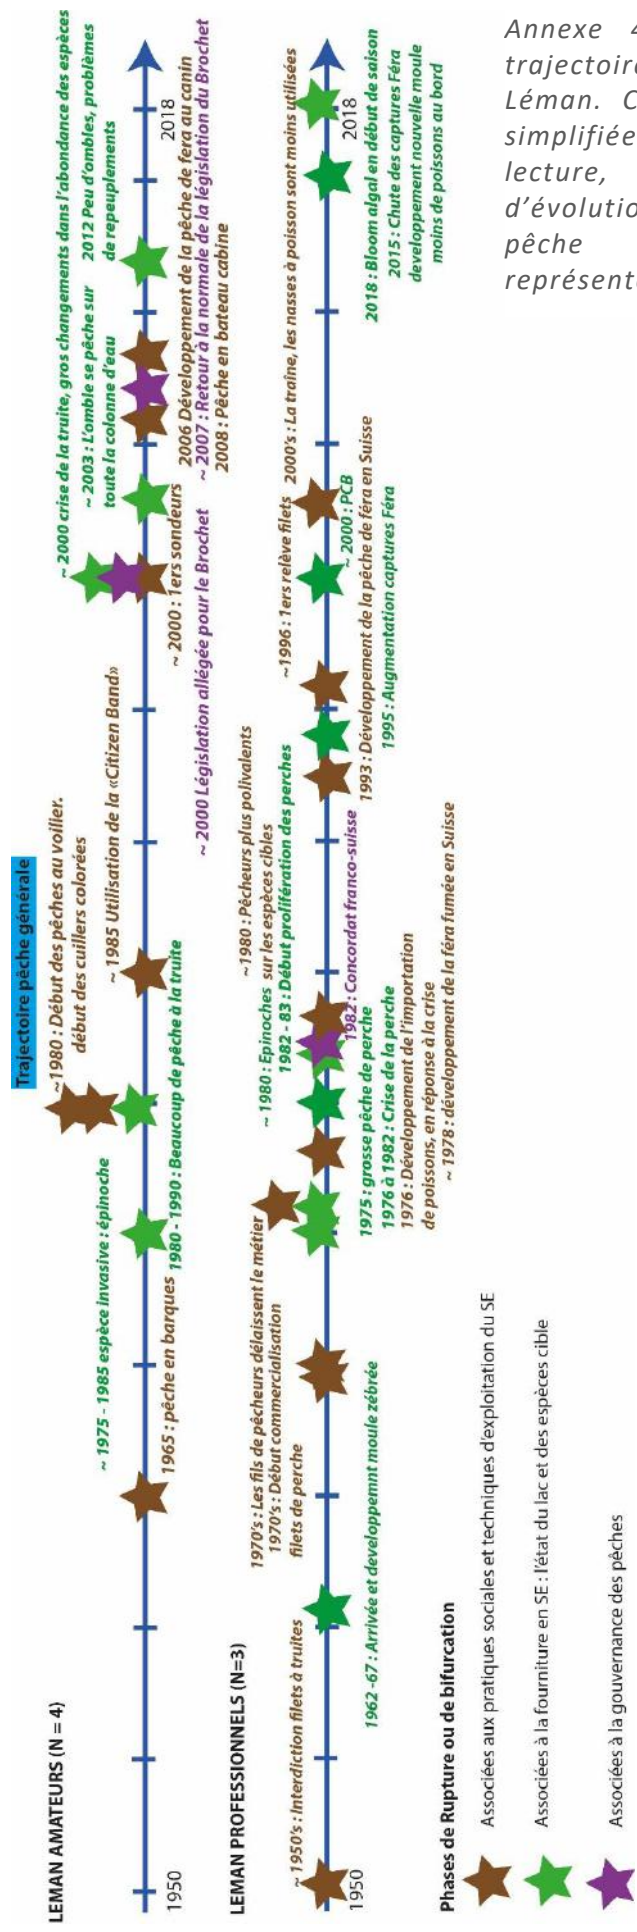 Annexe 4
trajectoire
Léman. C
simplifiée
lecture,
d’évolutio
pêche
représent
Trajectoire pêche générale
LEMAN AMATEURS (N = 4)
~ 1975 - 1985 espèce invasive : épinoche
~1980 : Début des pêches au voilier.
début des cuillers colorées
~1985 Utilisation de la «Citizen Band»
~ 2000 crise de la truite, gros changements dans l'abondance des espèces
~ 2003: L'omble se pêche sur
toute la colonne d'eau
2012 Peu d'ombles, problèmes
de repeuplements
1950
1965 : pêche en barques
1980 - 1990 : Beaucoup de pêche à la truite
~ 2000 : 1ers sondeurs
~ 2000 Législation allégée pour le Brochet
2006 Développement de la pêche de fera au canin
~ 2007 : Retour à la normale de la législation du Brochet
2008 : Pêche en bateau cabine
2018
LEMAN PROFESSIONNELS (N=3)
~ 1950's : Interdiction filets à truites
1970's : Les fils de pêcheurs délaissent le métier
1970's : Début commercialisation
filets de perche
~1980 : Pêcheurs plus polivalents
sur les espèces cibles
~ 1980 : Epinoches
1982 - 83 : Début prolifération des perches
~1996 : 1ers relève filets
2000's : La traine, les nasses à poisson sont moins utilisées
1950
1962 -67 : Arrivée et developpemnt moule zébrée
1975 : grosse pêche de perche
1976 à 1982 : Crise de la perche
1976 : Développement de l'importation
de poissons, en réponse à la crise
~ 1978 : développement de la féra fumée en Suisse
1982 : Concordat franco-suisse
1993 : Développement de la pêche de féra en Suisse
1995 : Augmentation captures Féra
~ 2000 : PCB
2018 : Bloom algal en début de saison
2015 : Chute des captures Féra
developpement nouvelle moule
moins de poissons au bord
2018
Phases de Rupture ou de bifurcation
Associées aux pratiques sociales et techniques d'exploitation du SE
Associées à la fourniture en SE : l'état du lac et des espèces cible
Associées à la gouvernance des pêches